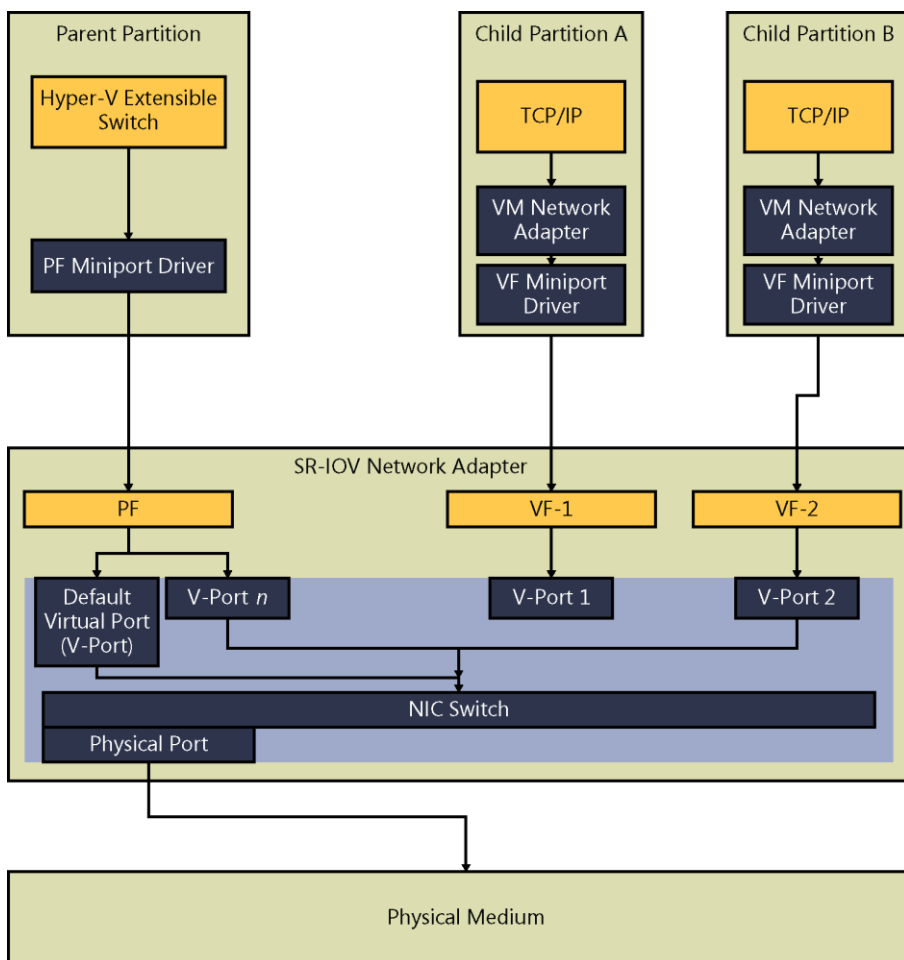 Parent Partition
Hyper-V Extensible
Switch
PF Miniport Driver
Child Partition A
TCP/IP
VM Network
Adapter
VF Miniport
Driver
Child Partition B
TCP/IP
VM Network
Adapter
VF Miniport
Driver
SR-IOV Network Adapter
PF
VF-1
VF-2
Default
Virtual Port
(V-Port)
V-Port n
V-Port 1
V-Port 2
NIC Switch
Physical Port
Physical Medium